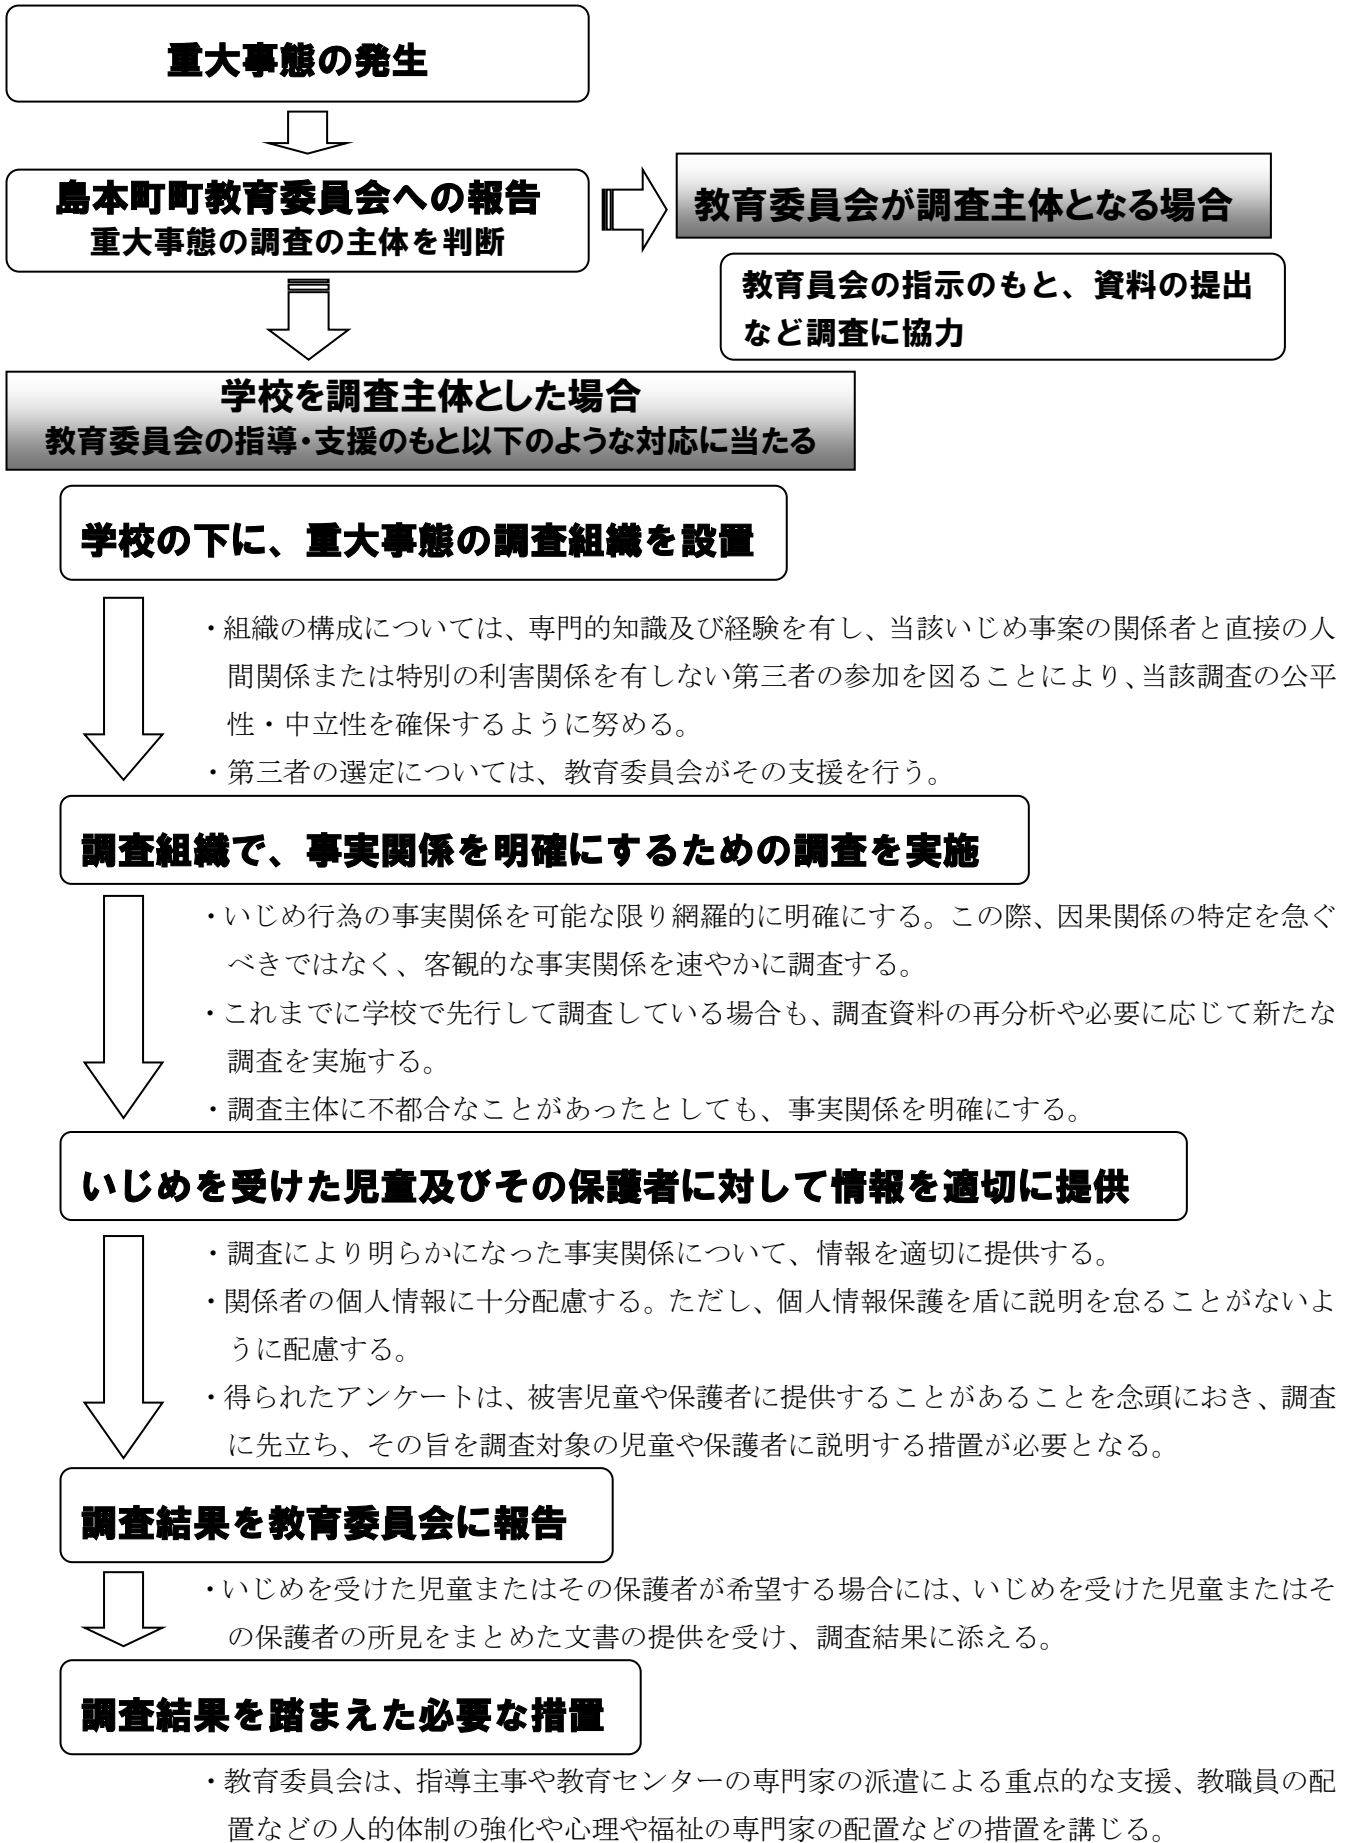 重大事態の発生
島本町町教育委員会への報告
重大事態の調査の主体を判断
教育委員会が調査主体となる場合
教育員会の指示のもと、資料の提出
など調査に協力
学校を調査主体とした場合
教育委員会の指導・支援のもと以下のような対応に当たる
学校の下に、重大事態の調査組織を設置
・組織の構成については、専門的知識及び経験を有し、当該いじめ事案の関係者と直接の人
間関係または特別の利害関係を有しない第三者の参加を図ることにより、当該調査の公平
性・中立性を確保するように努める。
・第三者の選定については、教育委員会がその支援を行う。
調査組織で、事実関係を明確にするための調査を実施
・いじめ行為の事実関係を可能な限り網羅的に明確にする。この際、因果関係の特定を急ぐ
べきではなく、客観的な事実関係を速やかに調査する。
・これまでに学校で先行して調査している場合も、調査資料の再分析や必要に応じて新たな
調査を実施する。
・調査主体に不都合なことがあったとしても、事実関係を明確にする。
いじめを受けた児童及びその保護者に対して情報を適切に提供
・調査により明らかになった事実関係について、情報を適切に提供する。
・関係者の個人情報に十分配慮する。ただし、個人情報保護を盾に説明を怠ることがないよ
うに配慮する。
・得られたアンケートは、被害児童や保護者に提供することがあることを念頭におき、調査
に先立ち、その旨を調査対象の児童や保護者に説明する措置が必要となる。
調査結果を教育委員会に報告
・いじめを受けた児童またはその保護者が希望する場合には、いじめを受けた児童またはそ
の保護者の所見をまとめた文書の提供を受け、調査結果に添える。
調査結果を踏まえた必要な措置
・教育委員会は、指導主事や教育センターの専門家の派遣による重点的な支援、教職員の配
置などの人的体制の強化や心理や福祉の専門家の配置などの措置を講じる。